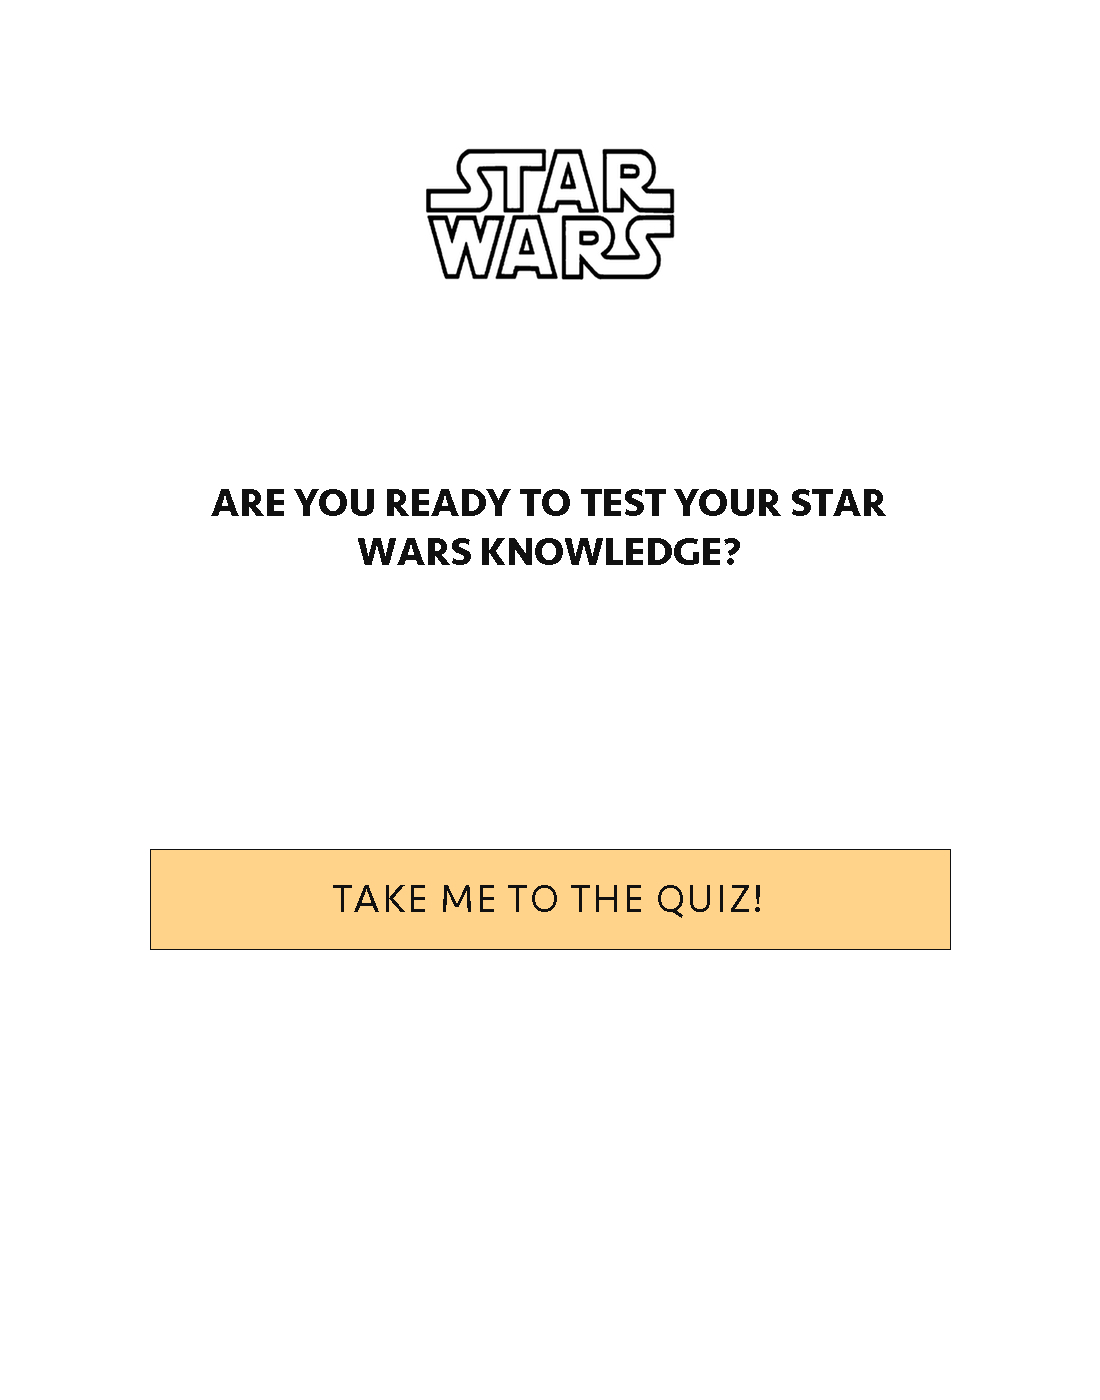 STAR
WARS
ARE YOU READY TO TEST YOUR STAR
WARS KNOWLEDGE?
TAKE ME TO THE QUIZ!